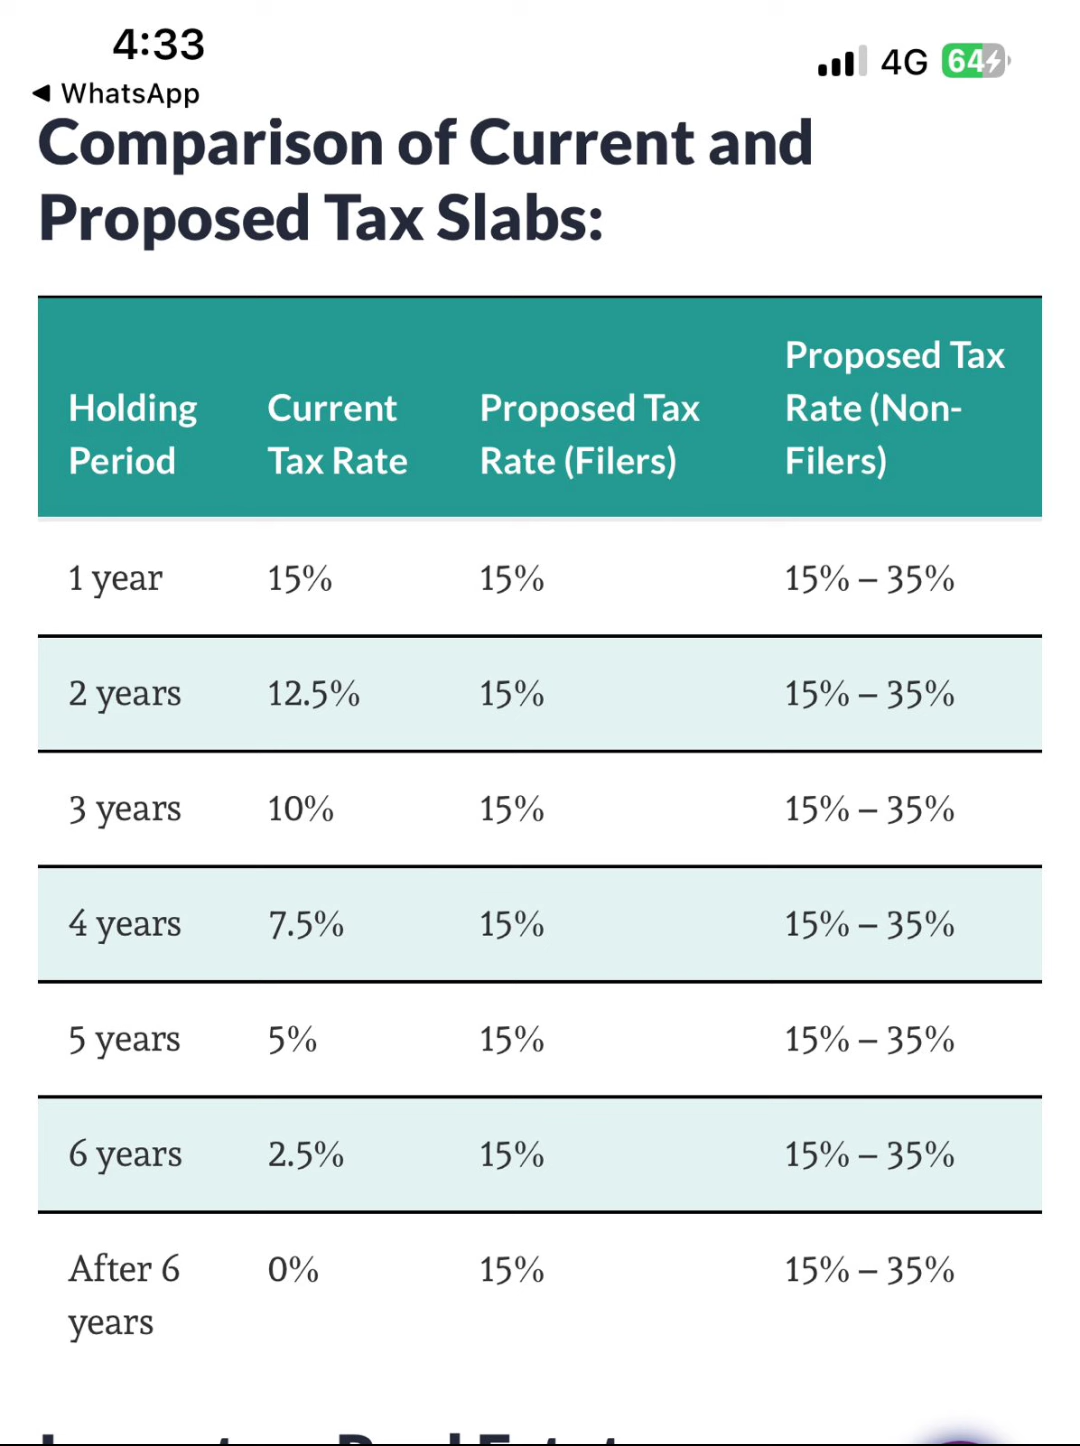 4:33
4G 64
◀ WhatsApp
Comparison of Current and
Proposed Tax Slabs:
Holding Period | Current Tax Rate | Proposed Tax Rate (Filers) | Proposed Tax Rate (Non-Filers)
1 year 15% 15% 15% – 35%
2 years 12.5% 15% 15% – 35%
3 years 10% 15% 15% – 35%
4 years 7.5% 15% 15% – 35%
5 years 5% 15% 15% – 35%
6 years 2.5% 15% 15% – 35%
After 6 0% 15% 15% – 35%
years